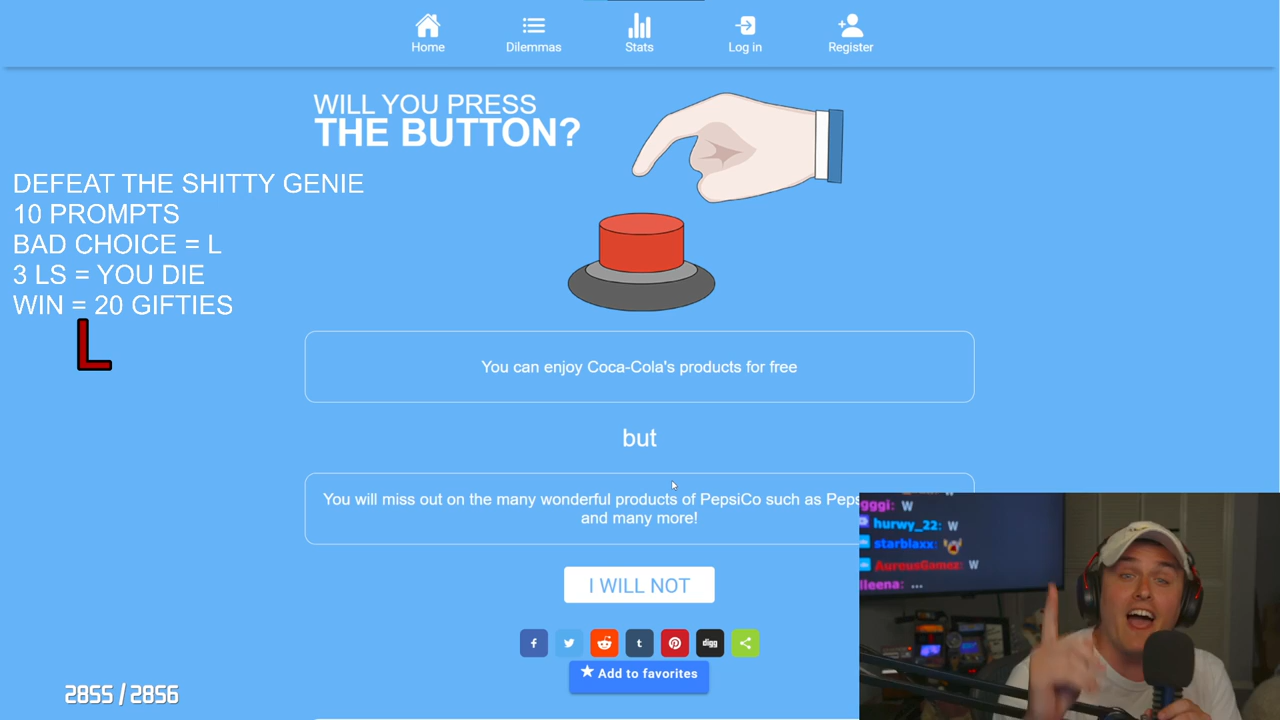 Home
Dilemmas
Stats
Log in
Register
WILL YOU PRESS
THE BUTTON?
DEFEAT THE SHITTY GENIE
10 PROMPTS
BAD CHOICE = L
3 LS = YOU DIE
WIN = 20 GIFTIES
L
You can enjoy Coca-Cola's products for free
but
You will miss out on the many wonderful products of PepsiCo such as
and many more!
gggi: W
hurwy_22: W
starblaxx:
AureusGamez: W
lleena: ...
I WILL NOT
f
t
digg
Add to favorites
2855 / 2856